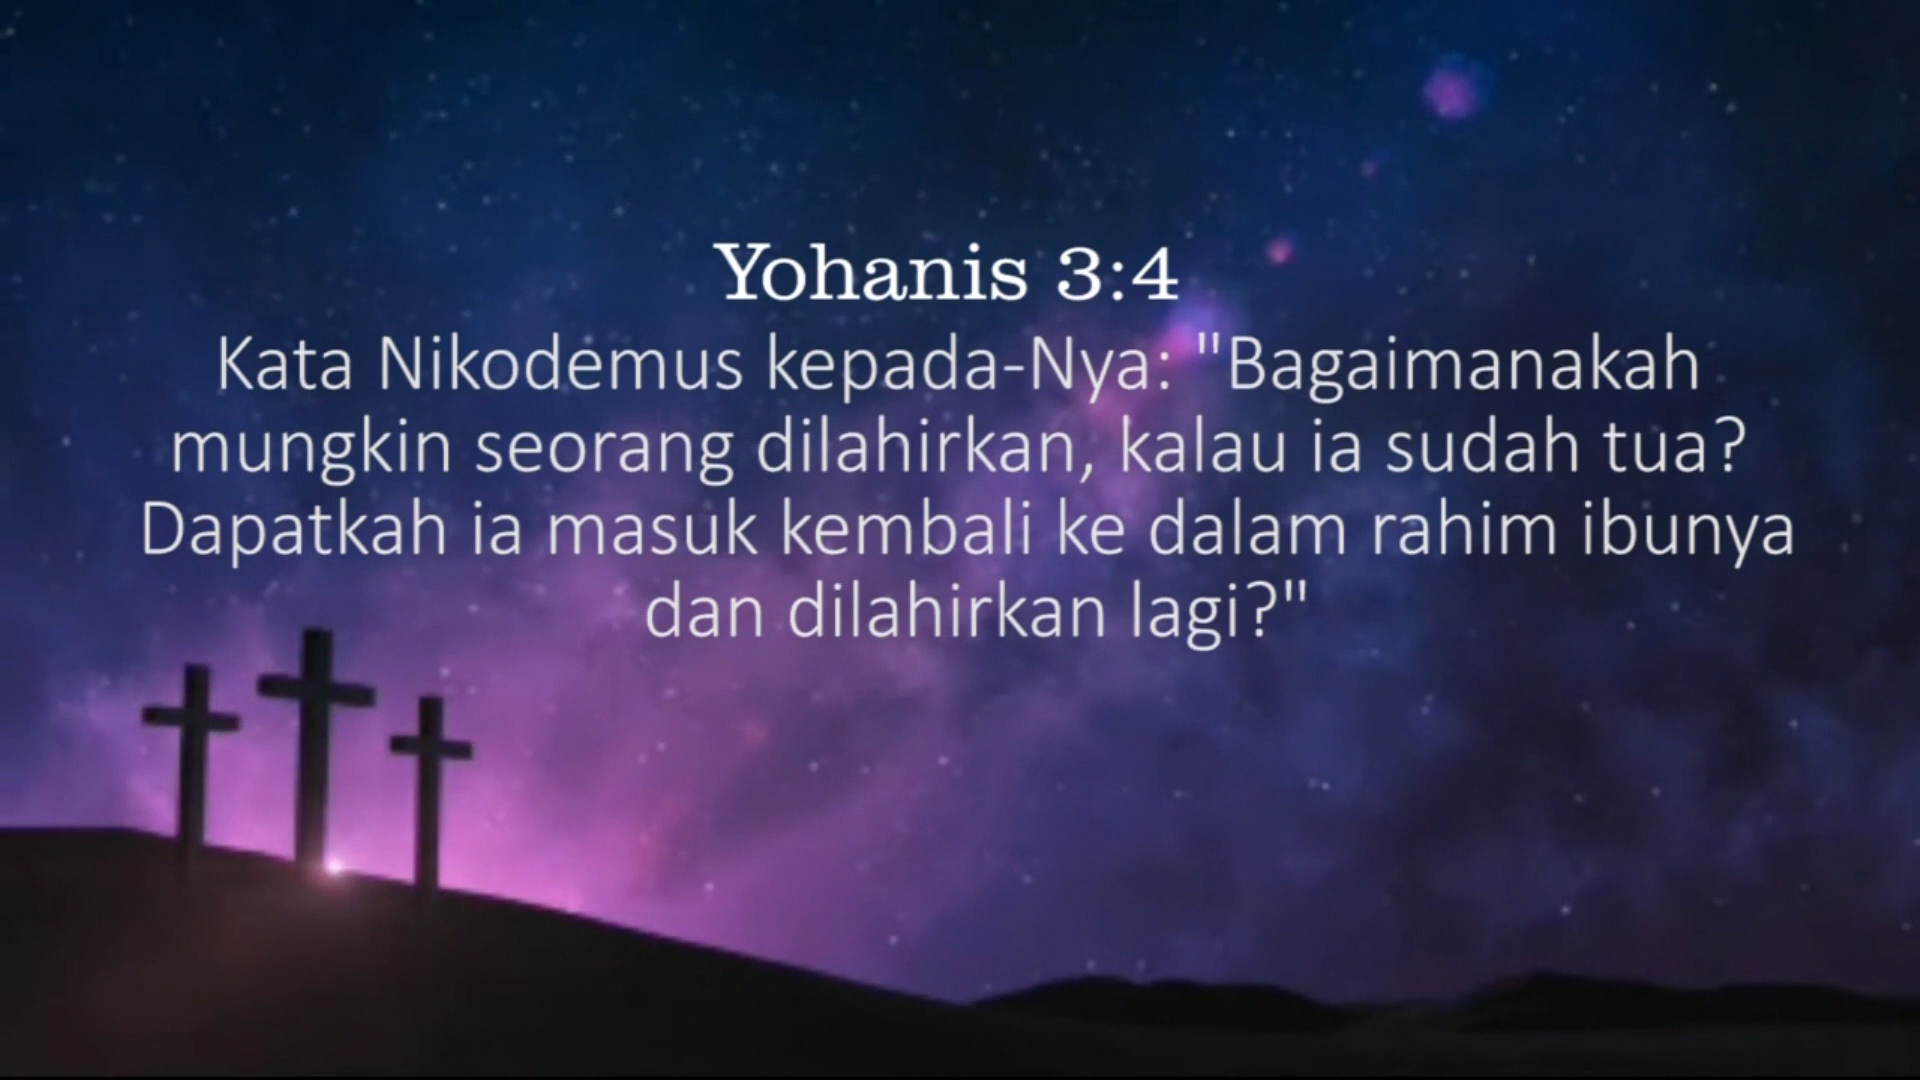 Yohanis 3:4
Kata Nikodemus kepada-Nya: "Bagaimanakah
mungkin seorang dilahirkan, kalau ia sudah tua?
Dapatkah ia masuk kembali ke dalam rahim ibunya
dan dilahirkan lagi?"